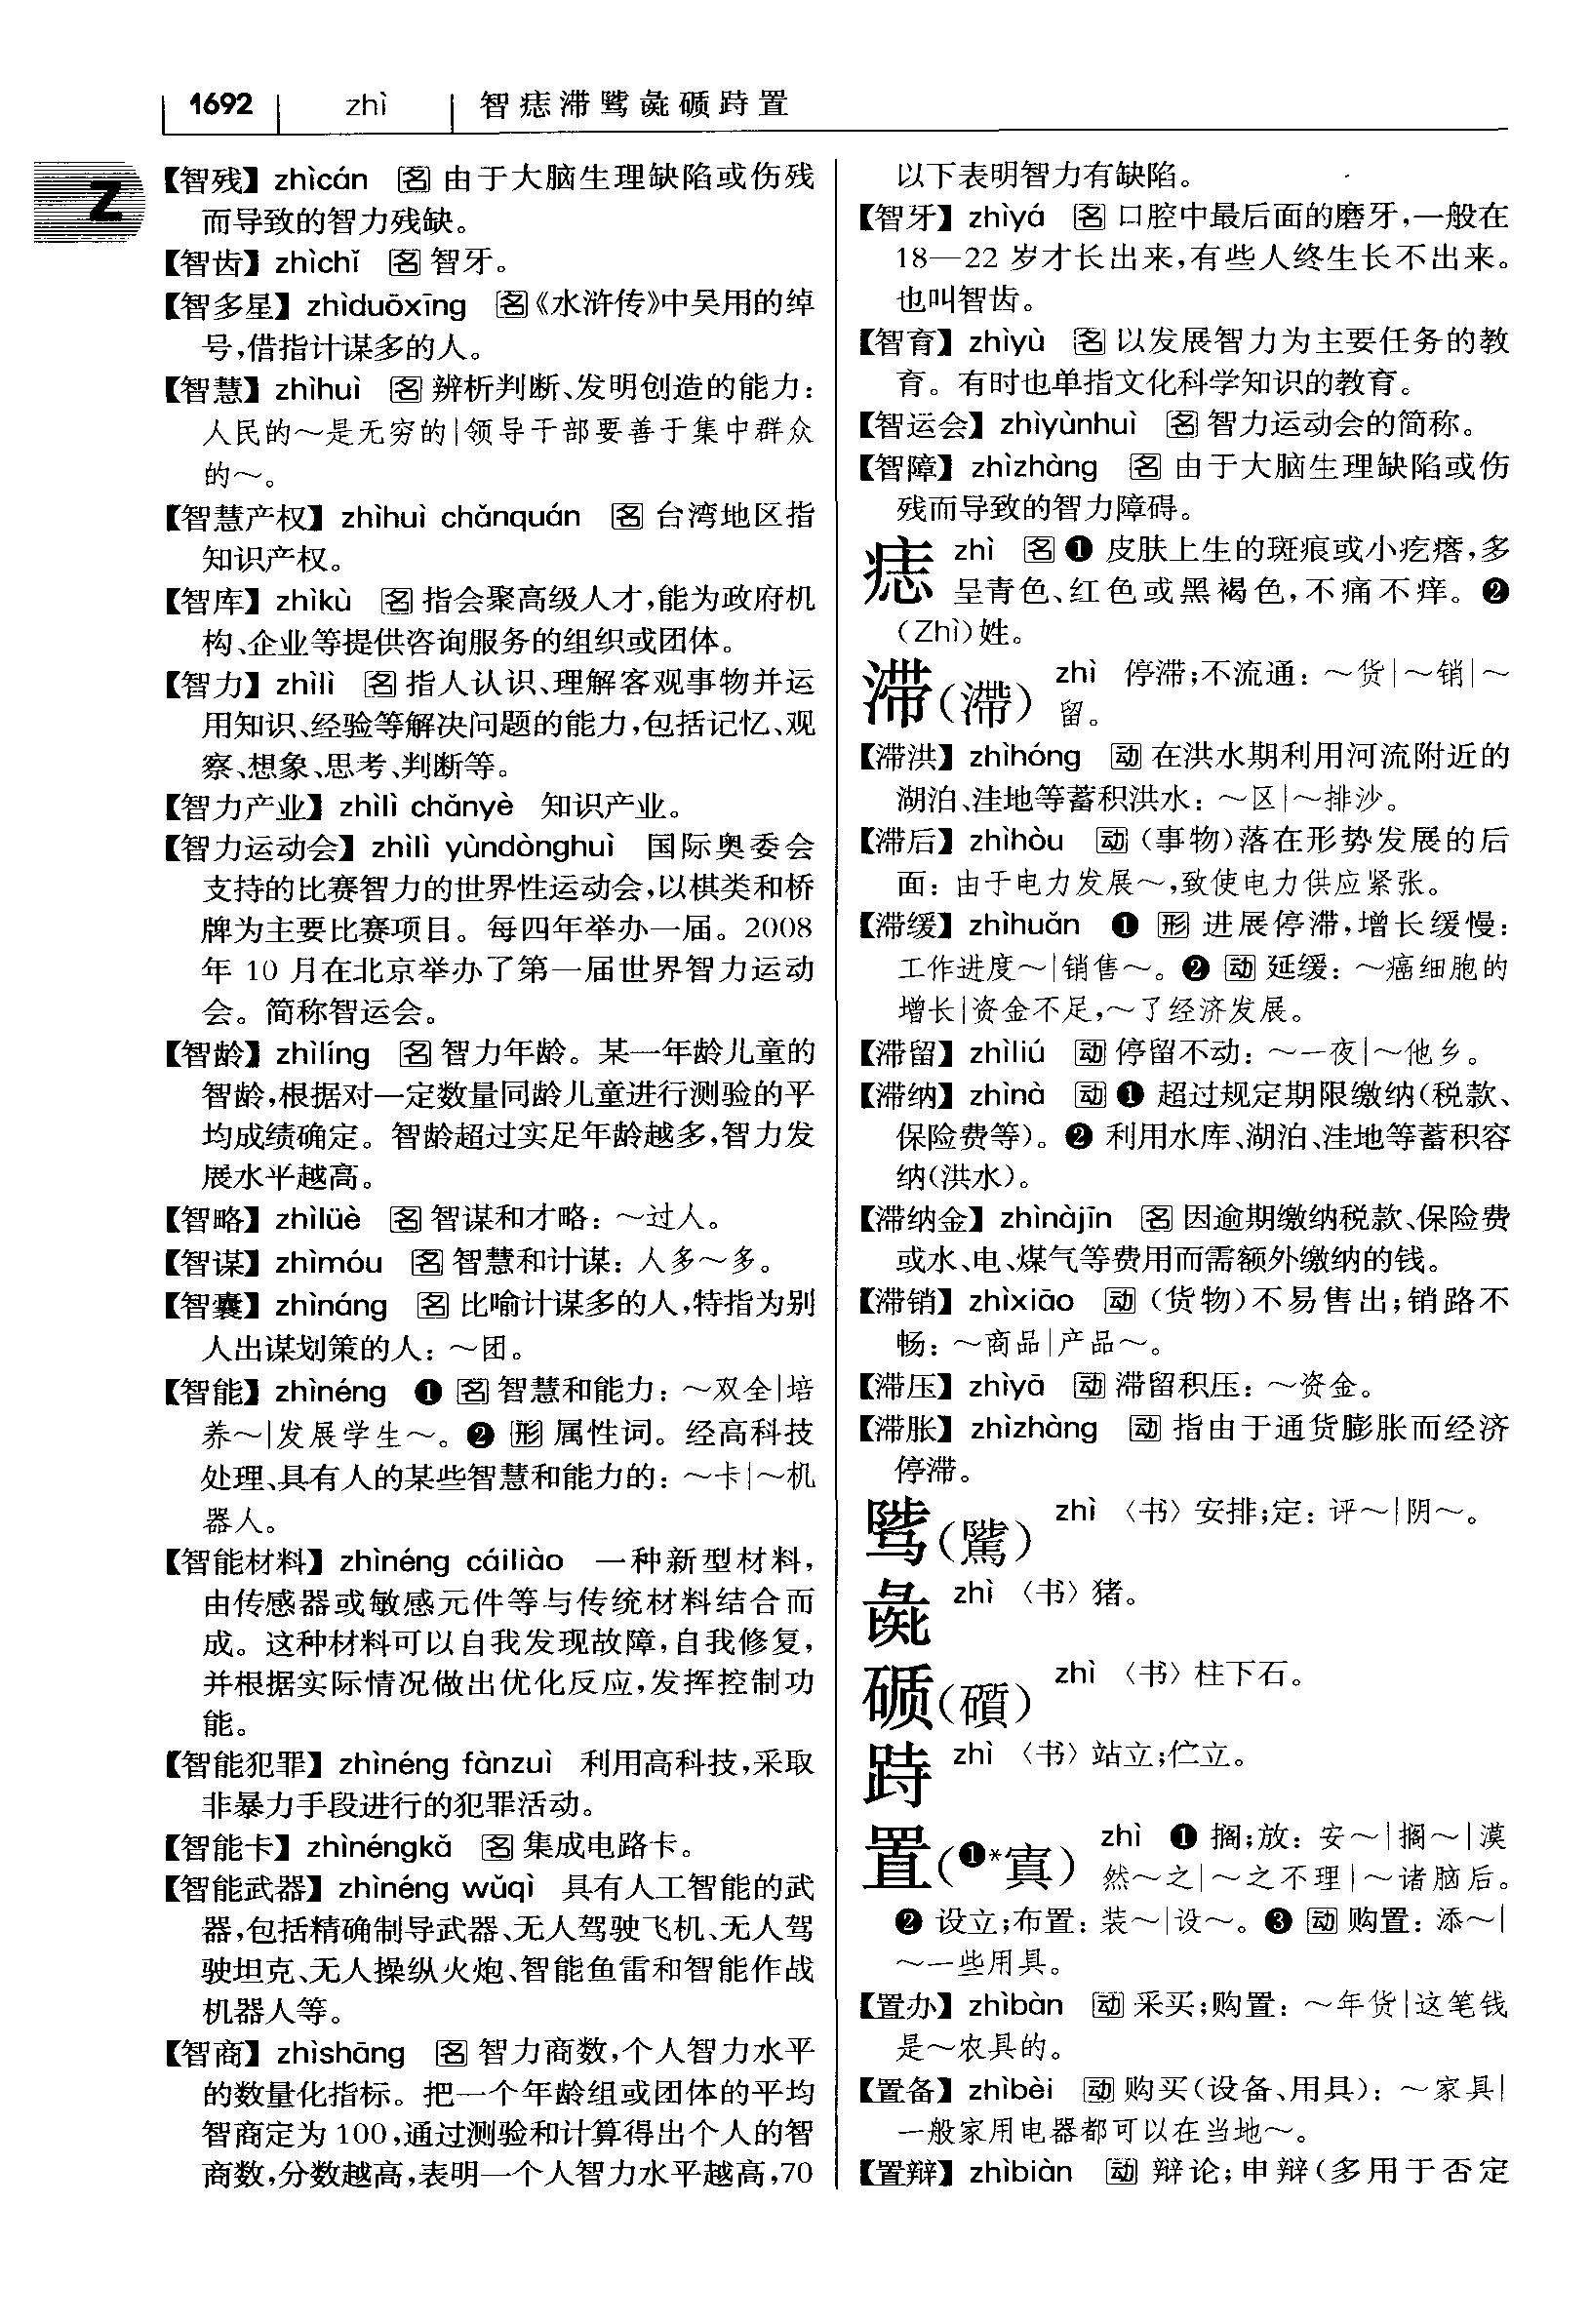 1692 zhì 智痣滞骘彘锧跱置
Z
【智残】 zhìcán 名 由于大脑生理缺陷或伤残
而导致的智力残缺。
【智齿】 zhìchǐ 名 智牙。
【智多星】 zhìduōxīng 名《水浒传》中吴用的绰
号,借指计谋多的人。
【智慧】 zhìhuì 名 辨析判断、发明创造的能力:
人民的～是无穷的|领导干部要善于集中群众
的～。
【智慧产权】 zhìhuì chǎnquán 名 台湾地区指
知识产权。
【智库】 zhìkù 名 指会聚高级人才,能为政府机
构、企业等提供咨询服务的组织或团体。
【智力】 zhìlì 名 指人认识、理解客观事物并运
用知识、经验等解决问题的能力,包括记忆、观
察、想象、思考、判断等。
【智力产业】 zhìlì chǎnyè 知识产业。
【智力运动会】 zhìlì yùndònghuì 国际奥委会
支持的比赛智力的世界性运动会,以棋类和桥
牌为主要比赛项目。每四年举办一届。2008
年 10 月在北京举办了第一届世界智力运动
会。简称智运会。
【智龄】 zhìlíng 名 智力年龄。某一年龄儿童的
智龄,根据对一定数量同龄儿童进行测验的平
均成绩确定。智龄超过实足年龄越多,智力发
展水平越高。
【智略】 zhìlüè 名 智谋和才略: ～过人。
【智谋】 zhìmóu 名 智慧和计谋: 人多～多。
【智囊】 zhìnáng 名 比喻计谋多的人,特指为别
人出谋划策的人: ～团。
【智能】 zhìnéng ❶ 名 智慧和能力: ～双全|培
养～|发展学生～。❷ 形 属性词。经高科技
处理、具有人的某些智慧和能力的: ～卡|～机
器人。
【智能材料】 zhìnéng cáiliào 一种新型材料,
由传感器或敏感元件等与传统材料结合而
成。这种材料可以自我发现故障,自我修复,
并根据实际情况做出优化反应,发挥控制功
能。
【智能犯罪】 zhìnéng fànzuì 利用高科技,采取
非暴力手段进行的犯罪活动。
【智能卡】 zhìnéngkǎ 名 集成电路卡。
【智能武器】 zhìnéng wǔqì 具有人工智能的武
器,包括精确制导武器、无人驾驶飞机、无人驾
驶坦克、无人操纵火炮、智能鱼雷和智能作战
机器人等。
【智商】 zhìshāng 名 智力商数,个人智力水平
的数量化指标。把一个年龄组或团体的平均
智商定为 100,通过测验和计算得出个人的智
商数,分数越高,表明一个人智力水平越高,70
以下表明智力有缺陷。
【智牙】 zhìyá 名 口腔中最后面的磨牙,一般在
18—22 岁才长出来,有些人终生长不出来。
也叫智齿。
【智育】 zhìyù 名 以发展智力为主要任务的教
育。有时也单指文化科学知识的教育。
【智运会】 zhìyùnhuì 名 智力运动会的简称。
【智障】 zhìzhàng 名 由于大脑生理缺陷或伤
残而导致的智力障碍。
痣 zhì 名 ❶ 皮肤上生的斑痕或小疙瘩,多
呈青色、红色或黑褐色,不痛不痒。❷
(Zhì)姓。
滞(滯) zhì 停滞;不流通: ～货|～销|～
留。
【滞洪】 zhìhóng 动 在洪水期利用河流附近的
湖泊、洼地等蓄积洪水: ～区|～排沙。
【滞后】 zhìhòu 动 (事物)落在形势发展的后
面: 由于电力发展～,致使电力供应紧张。
【滞缓】 zhìhuǎn ❶ 形 进展停滞,增长缓慢:
工作进度～|销售～。❷ 动 延缓: ～癌细胞的
增长|资金不足,～了经济发展。
【滞留】 zhìliú 动 停留不动: ～一夜|～他乡。
【滞纳】 zhìnà 动 ❶ 超过规定期限缴纳(税款、
保险费等)。❷ 利用水库、湖泊、洼地等蓄积容
纳(洪水)。
【滞纳金】 zhìnàjīn 名 因逾期缴纳税款、保险费
或水、电、煤气等费用而需额外缴纳的钱。
【滞销】 zhìxiāo 动 (货物)不易售出;销路不
畅: ～商品|产品～。
【滞压】 zhìyā 动 滞留积压: ～资金。
【滞胀】 zhìzhàng 动 指由于通货膨胀而经济
停滞。
骘(騭) zhì 〈书〉安排;定: 评～|阴～。
彘 zhì 〈书〉猪。
礩(礩) zhì 〈书〉柱下石。
跱 zhì 〈书〉站立;伫立。
置(❶*寘) zhì ❶ 搁;放: 安～|搁～|漠
然～之|～之不理|～诸脑后。
❷ 设立;布置: 装～|设～。❸ 动 购置: 添～|
～一些用具。
【置办】 zhìbàn 动 采买;购置: ～年货|这笔钱
是～农具的。
【置备】 zhìbèi 动 购买(设备、用具): ～家具|
一般家用电器都可以在当地～。
【置辩】 zhìbiàn 动 辩论;申辩(多用于否定